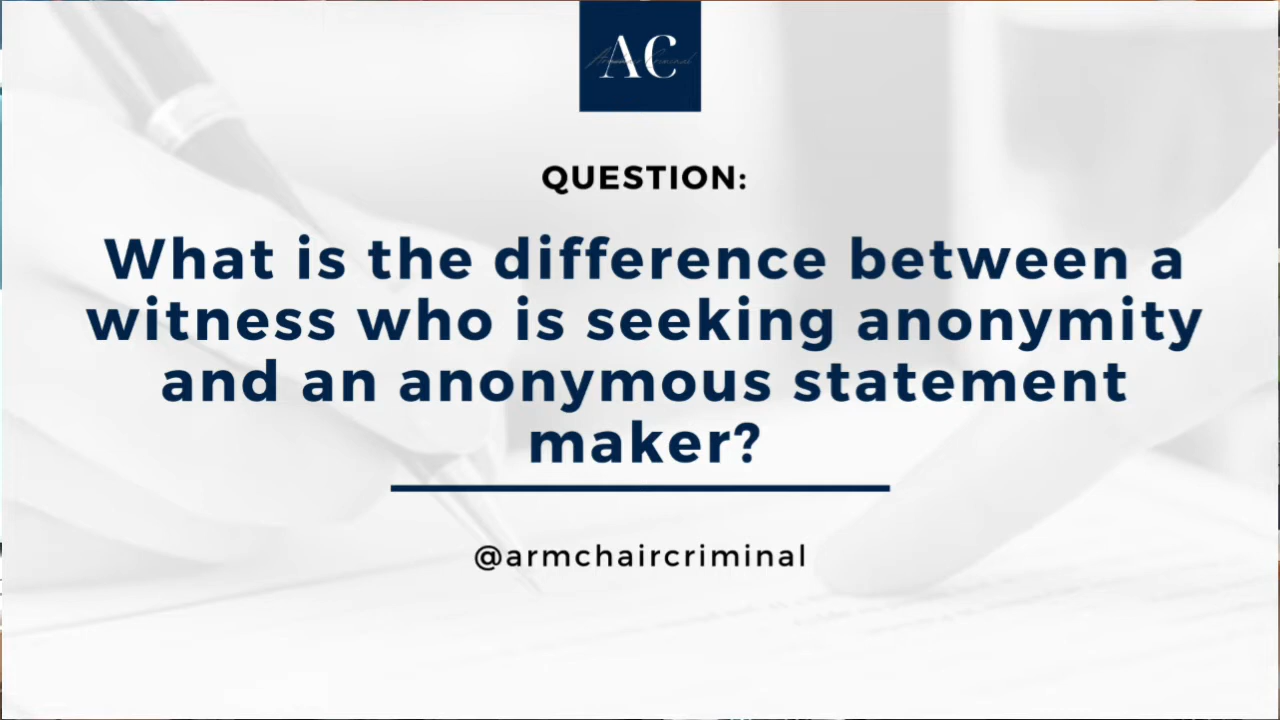 AC
QUESTION:
What is the difference between a
witness who is seeking anonymity
and an anonymous statement
maker?
@armchaircriminal